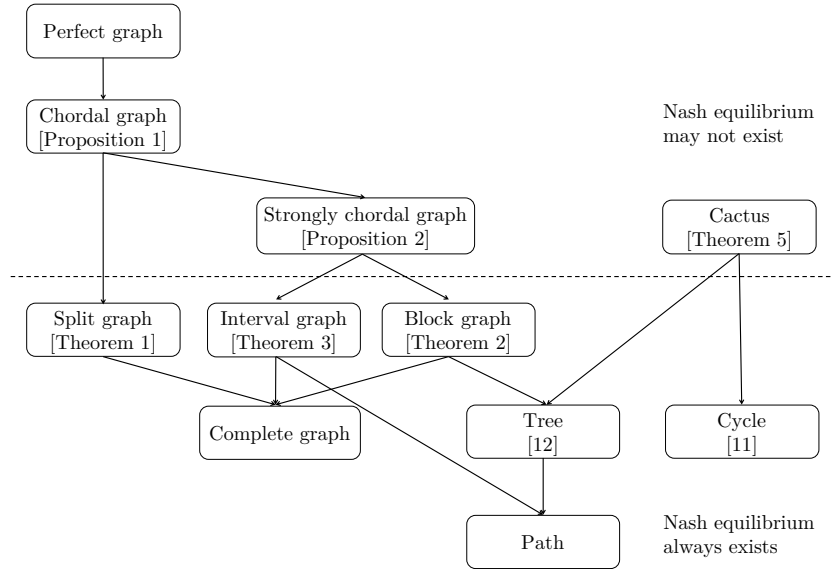 Perfect graph
Chordal graph
[Proposition 1]
Nash equilibrium
may not exist
Strongly chordal graph
[Proposition 2]
Cactus
[Theorem 5]
Split graph
[Theorem 1]
Interval graph
[Theorem 3]
Block graph
[Theorem 2]
Complete graph
Tree
[12]
Cycle
[11]
Path
Nash equilibrium
always exists